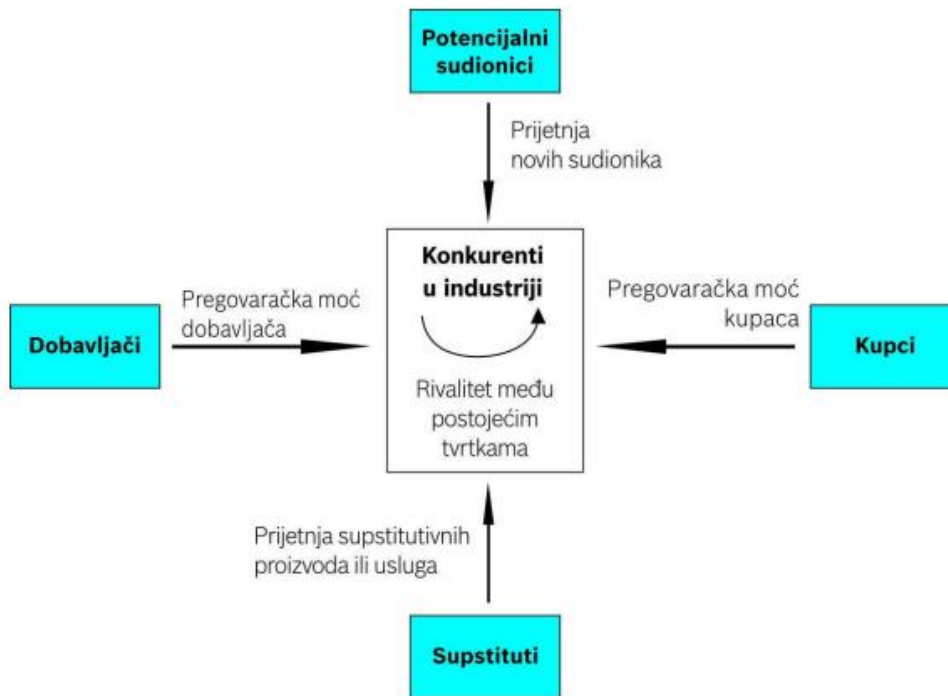 Potencijalni
sudionici
Prijetnja
novih sudionika
Konkurenti
u industriji
Pregovaračka moć
dobavljača
Pregovaračka moć
kupaca
Dobavljači
Kupci
Rivalitet među
postojećim
tvrtkama
Prijetnja supstitutivnih
proizvoda ili usluga
Supstituti